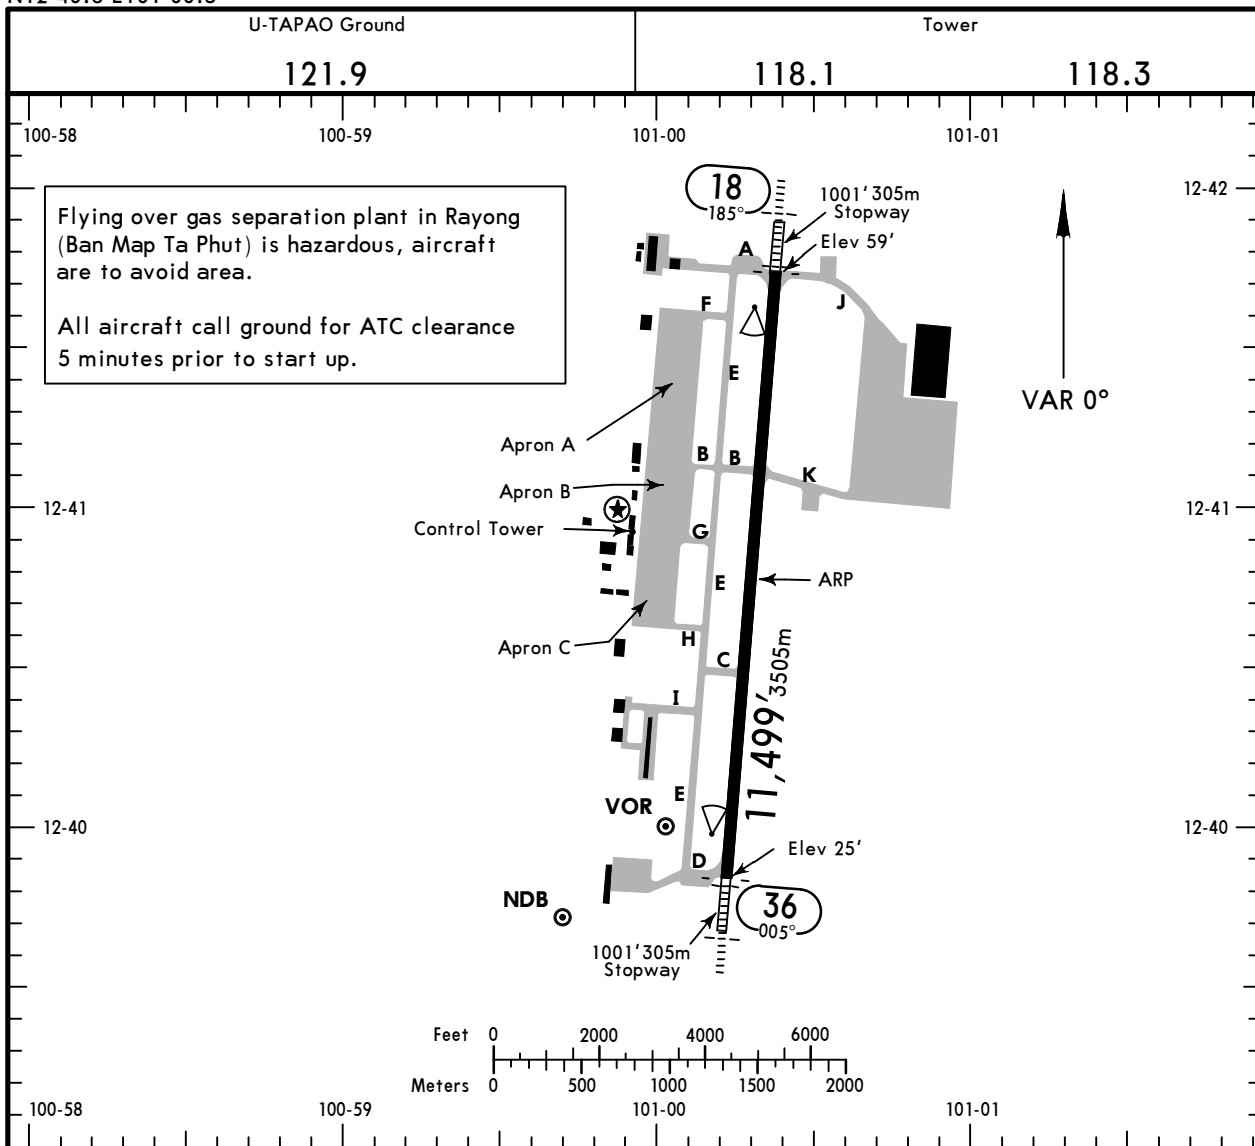 U-TAPAO Ground
Tower
121.9
118.1
118.3
100-58
100-59
101-00
101-01
Flying over gas separation plant in Rayong
(Ban Map Ta Phut) is hazardous, aircraft
are to avoid area.
All aircraft call ground for ATC clearance
5 minutes prior to start up.
18
185°
1001' 305m
Stopway
Elev 59'
12-42
12-42
A
J
F
E
VAR 0°
Apron A
B
B
K
Apron B
12-41
12-41
Control Tower
G
E
ARP
Apron C
H
C
I
11,499' 3505m
E
VOR
12-40
12-40
D
Elev 25'
NDB
36
005°
1001' 305m
Stopway
Feet 0 2000 4000 6000
Meters 0 500 1000 1500 2000
100-58
100-59
101-00
101-01